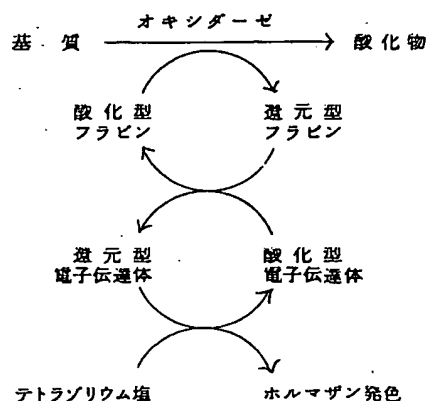 オキシダーゼ
基質 酸化物
酸化型 還元型
フラビン フラビン
還元型 酸化型
電子伝達体 電子伝達体
テトラゾリウム塩 ホルマザン発色